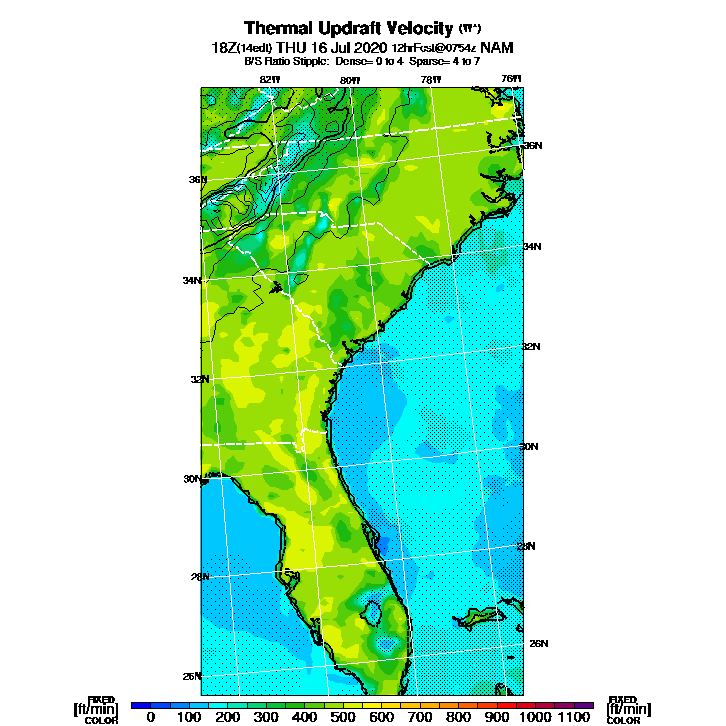 Thermal Updraft Velocity (W*)
18Z(14edt) THU 16 Jul 2020 12hrFcst@0754z NAM
B/S Ratio Stipple: Dense= 0 to 4 Sparse= 4 to 7
82W 80W 78W 76W
36N
36N
34N
34N
32N
32N
30N
30N
28N
28N
26N
26N
FIXED
[ft/min]
COLOR
0 100 200 300 400 500 600 700 800 900 1000 1100
FIXED
[ft/min]
COLOR